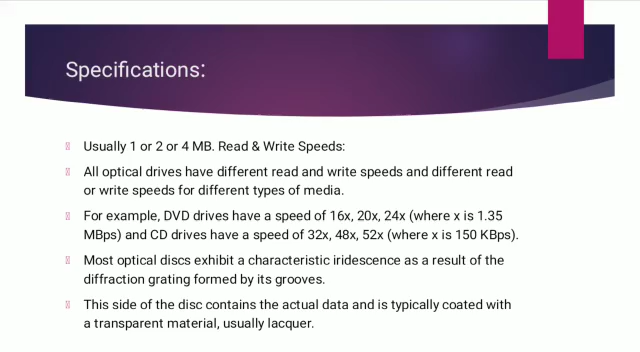 Specifications:
Usually 1 or 2 or 4 MB. Read & Write Speeds:
All optical drives have different read and write speeds and different read
or write speeds for different types of media.
For example, DVD drives have a speed of 16x, 20x, 24x (where x is 1.35
MBps) and CD drives have a speed of 32x, 48x, 52x (where x is 150 KBps).
Most optical discs exhibit a characteristic iridescence as a result of the
diffraction grating formed by its grooves.
This side of the disc contains the actual data and is typically coated with
a transparent material, usually lacquer.